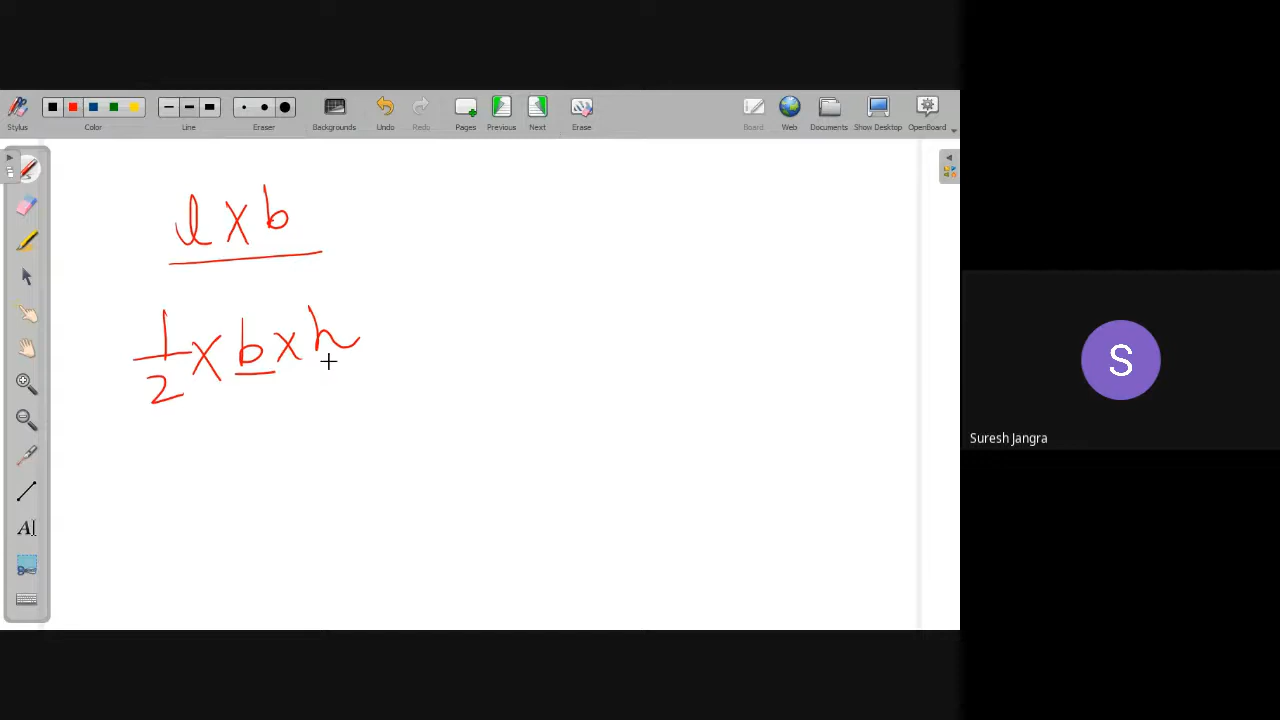 Stylus
Color
Line
Eraser
Backgrounds
Undo
Redo
Pages
Previous
Next
Erase
Board
Web
Documents
Show Desktop
OpenBoard
l x b
1/2 x b x h
A
S
Suresh Jangra